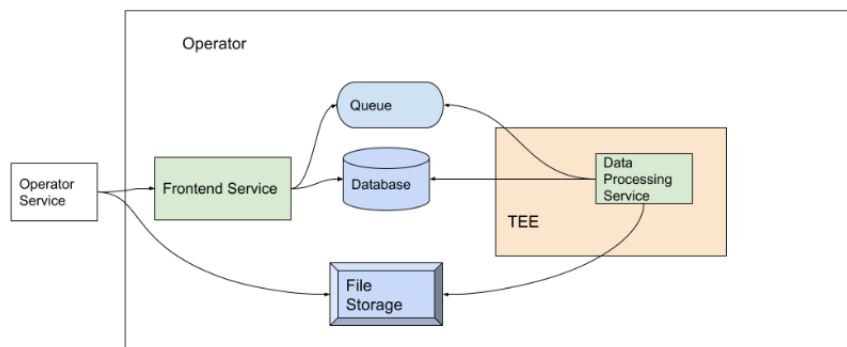 Operator
Queue
Operator
Service
Frontend Service
Database
Data
Processing
Service
TEE
File
Storage